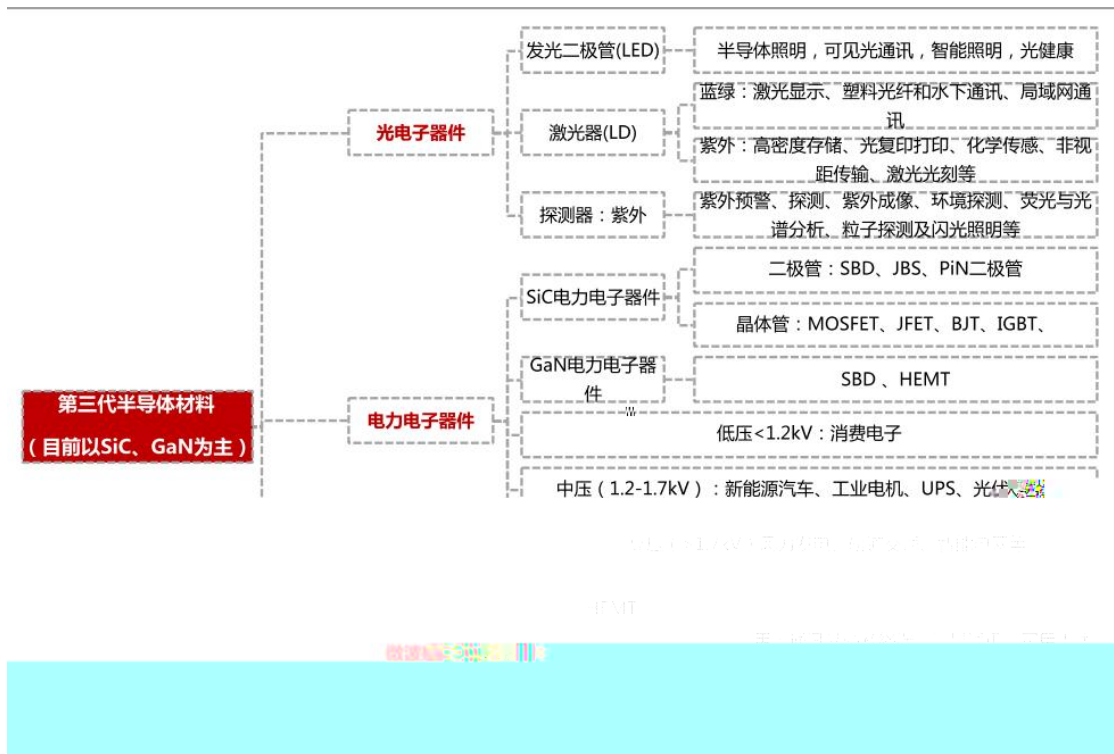 第三代半导体材料
（目前以SiC、GaN为主）
光电子器件
发光二极管(LED)
半导体照明，可见光通讯，智能照明，光健康
激光器(LD)
蓝绿：激光显示、塑料光纤和水下通讯、局域网通
讯
紫外：高密度存储、光复印打印、化学传感、非视
距传输、激光光刻等
探测器：紫外
紫外预警、探测、紫外成像、环境探测、荧光与光
谱分析、粒子探测及闪光照明等
电力电子器件
SiC电力电子器件
二极管：SBD、JBS、PiN二极管
晶体管：MOSFET、JFET、BJT、IGBT、
GaN电力电子器
件
SBD 、HEMT
低压<1.2kV：消费电子
中压（1.2-1.7kV）：新能源汽车、工业电机、UPS、光伏
HEMT
微波